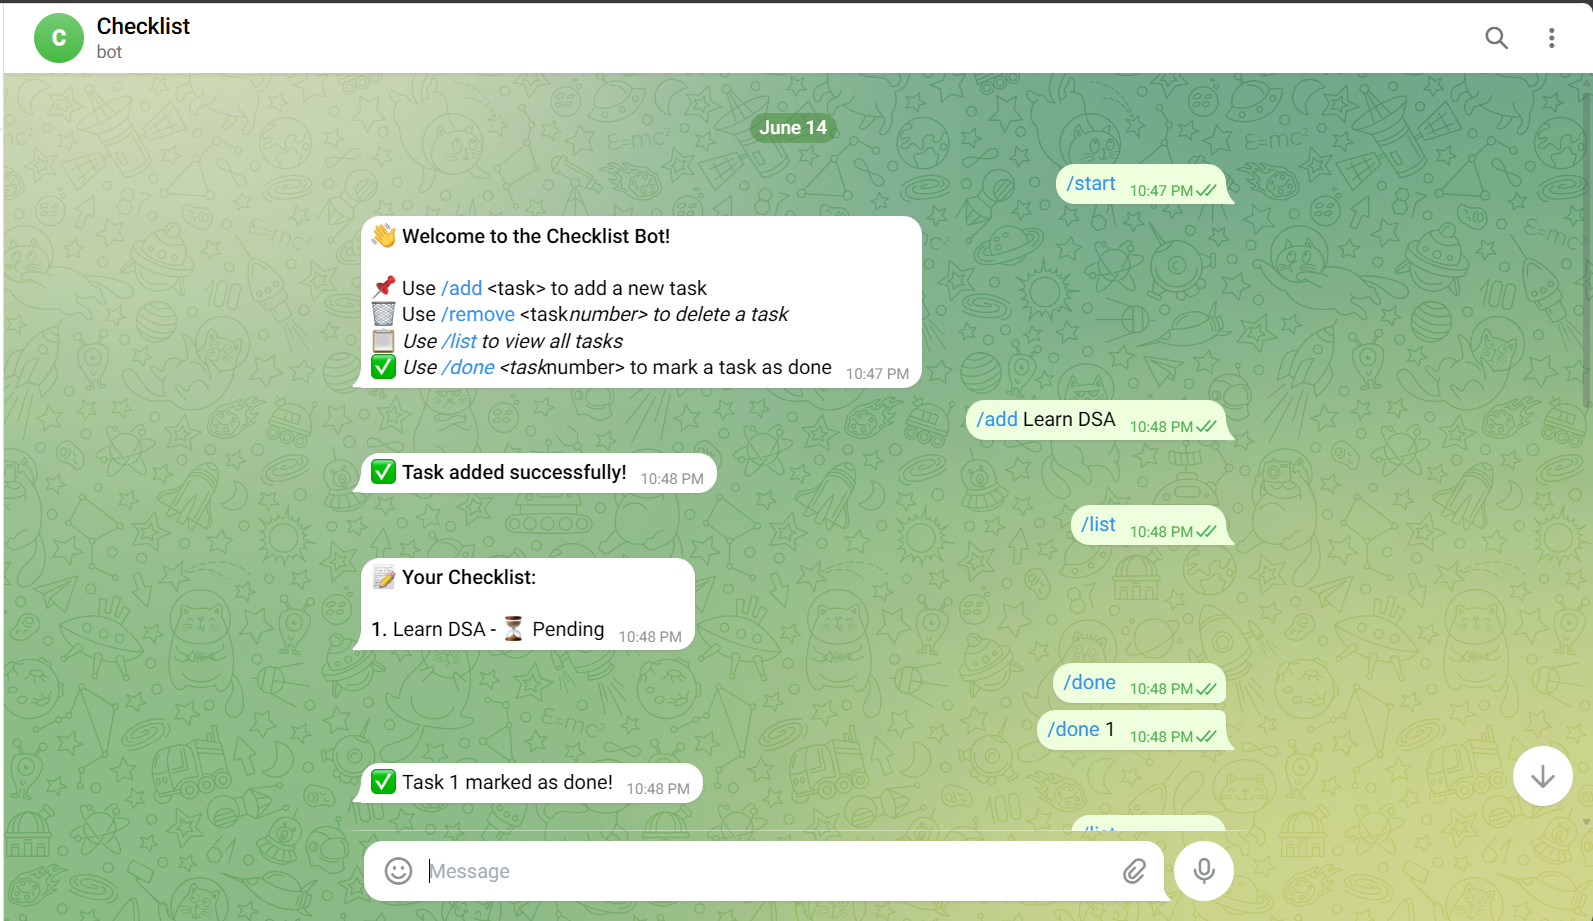 C
Checklist
bot
June 14
/start 10:47 PM
👋 Welcome to the Checklist Bot!
📌 Use /add <task> to add a new task
🗑️ Use /remove <tasknumber> to delete a task
📋 Use /list to view all tasks
✅ Use /done <tasknumber> to mark a task as done 10:47 PM
/add Learn DSA 10:48 PM
✅ Task added successfully! 10:48 PM
/list 10:48 PM
📝 Your Checklist:
1. Learn DSA - ⏳ Pending 10:48 PM
/done 10:48 PM
/done 1 10:48 PM
✅ Task 1 marked as done! 10:48 PM
/list
Message